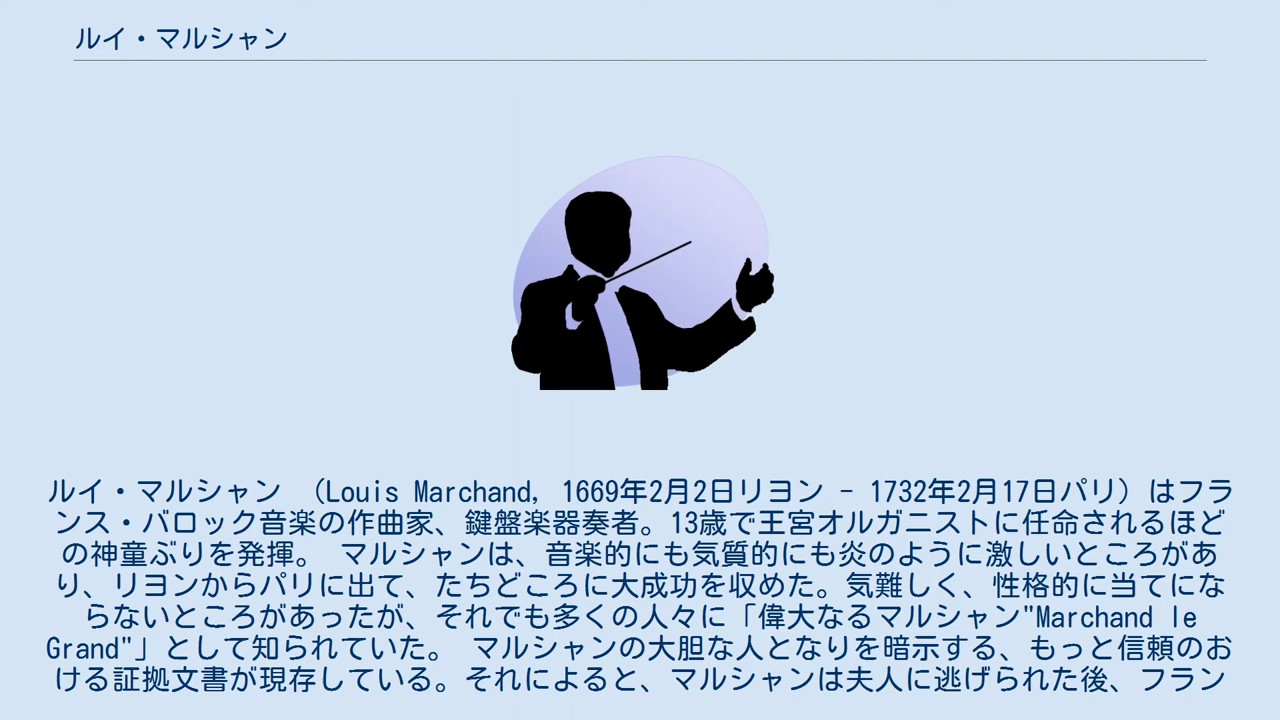 ルイ・マルシャン
ルイ・マルシャン （Louis Marchand, 1669年2月2日リヨン - 1732年2月17日パリ）はフラ
ンス・バロック音楽の作曲家、鍵盤楽器奏者。13歳で王宮オルガニストに任命されるほど
の神童ぶりを発揮。 マルシャンは、音楽的にも気質的にも炎のように激しいところがあ
り、リヨンからパリに出て、たちどころに大成功を収めた。気難しく、性格的に当てにな
らないところがあったが、それでも多くの人々に「偉大なるマルシャン"Marchand le
Grand"」として知られていた。 マルシャンの大胆な人となりを暗示する、もっと信頼のお
ける証拠文書が現存している。それによると、マルシャンは夫人に逃げられた後、フラン